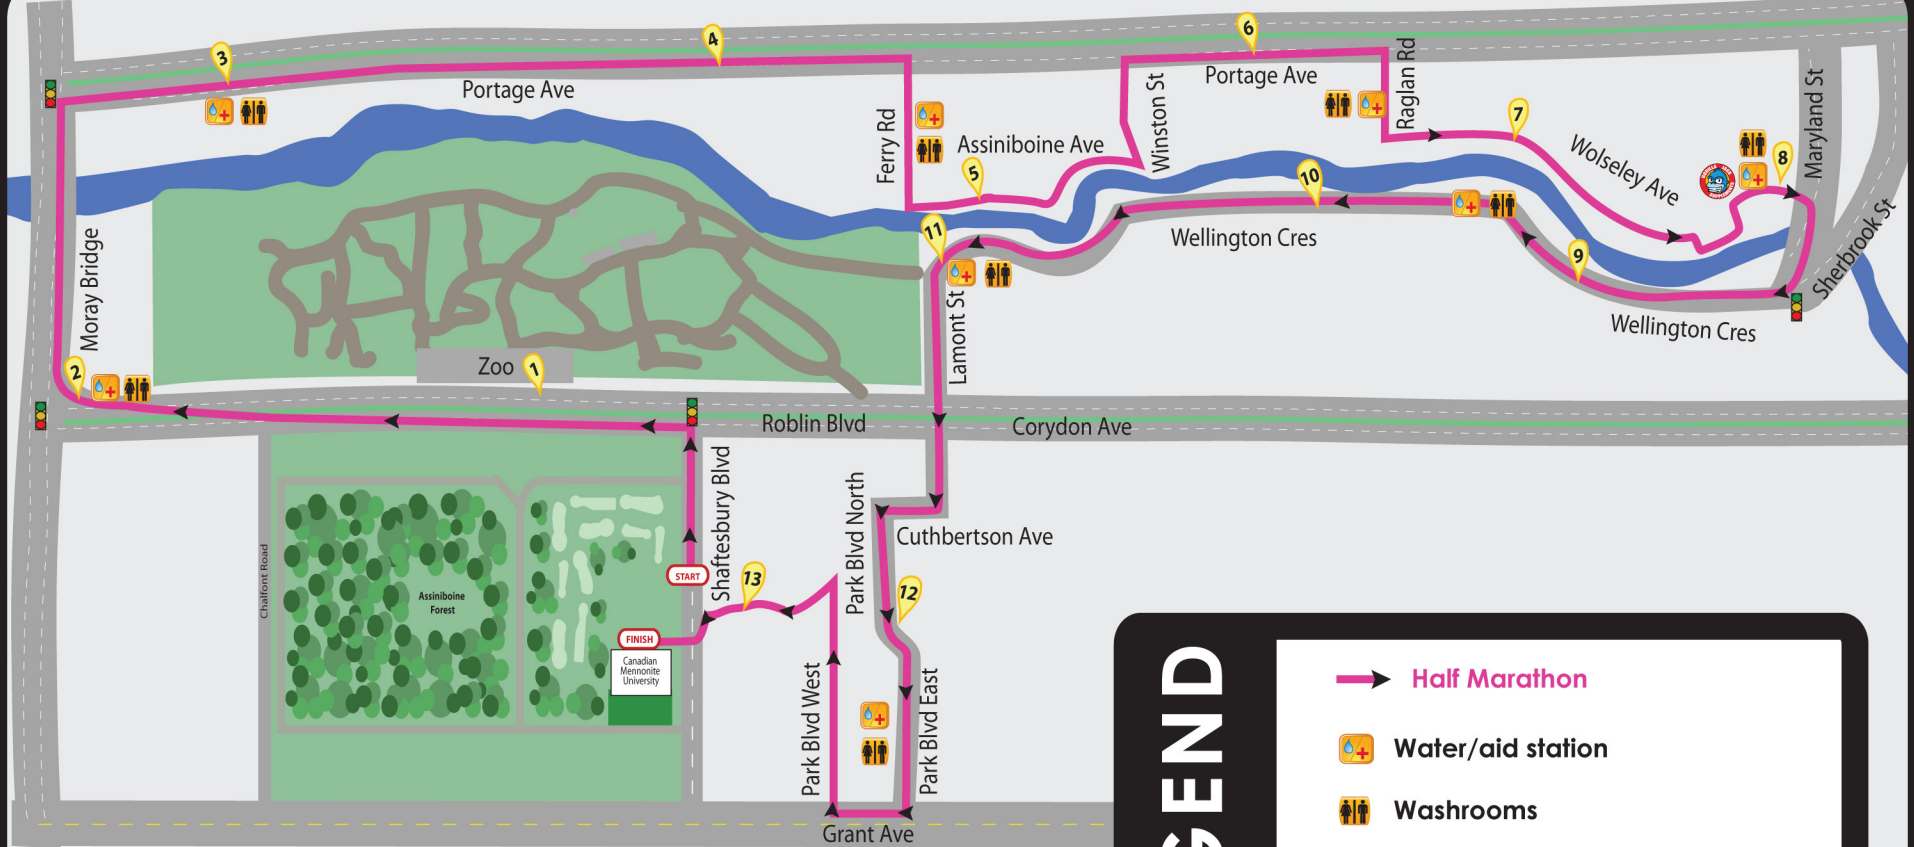 3
4
6
Portage Ave
Portage Ave
Ferry Rd
Assiniboine Ave
5
Winston St
Raglan Rd
7
Wolseley Ave
8
Maryland St
Sherbrook St
10
9
11
Wellington Cres
Wellington Cres
Moray Bridge
Lamont St
2
Zoo
1
Roblin Blvd
Corydon Ave
Shaftesbury Blvd
Park Blvd North
Cuthbertson Ave
Chalfont Road
Assiniboine
Forest
START
13
12
FINISH
Canadian
Mennonite
University
Park Blvd West
Park Blvd East
Grant Ave
GEND
Half Marathon
Water/aid station
Washrooms